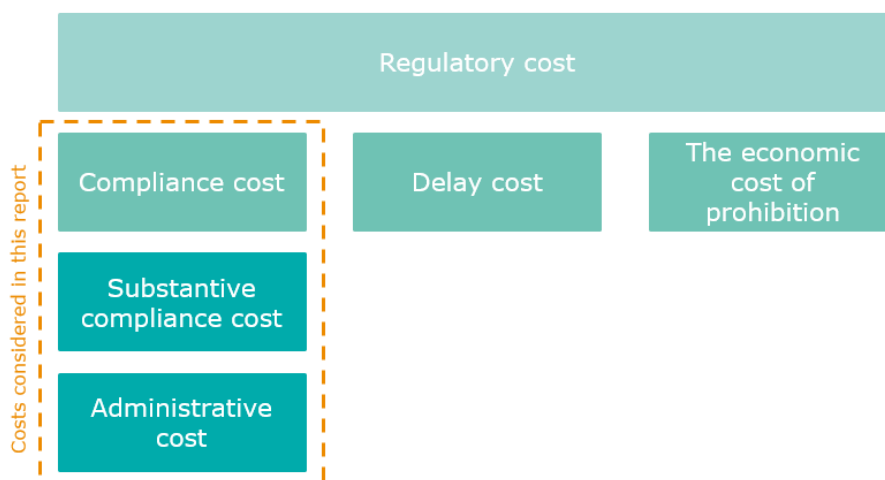 Regulatory cost
Costs considered in this report
Compliance cost
Delay cost
The economic
cost of
prohibition
Substantive
compliance cost
Administrative
cost